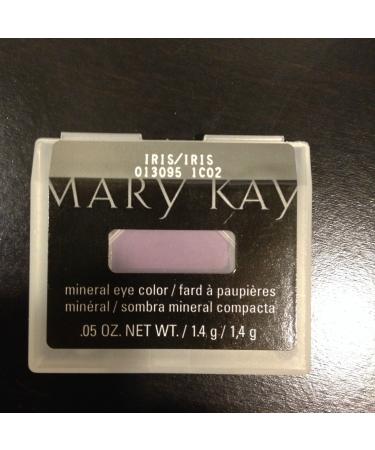 IRIS/IRIS
013095 1C02
MARY KAY
mineral eye color / fard à paupières
minéral / sombra mineral compacta
.05 OZ. NET WT. / 1.4 g / 1,4 g